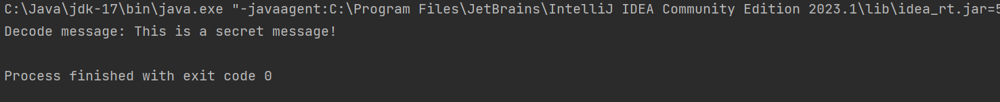 C:\Java\jdk-17\bin\java.exe "-javaagent:C:\Program Files\JetBrains\IntelliJ IDEA Community Edition 2023.1\lib\idea_rt.jar=5
Decode message: This is a secret message!
Process finished with exit code 0